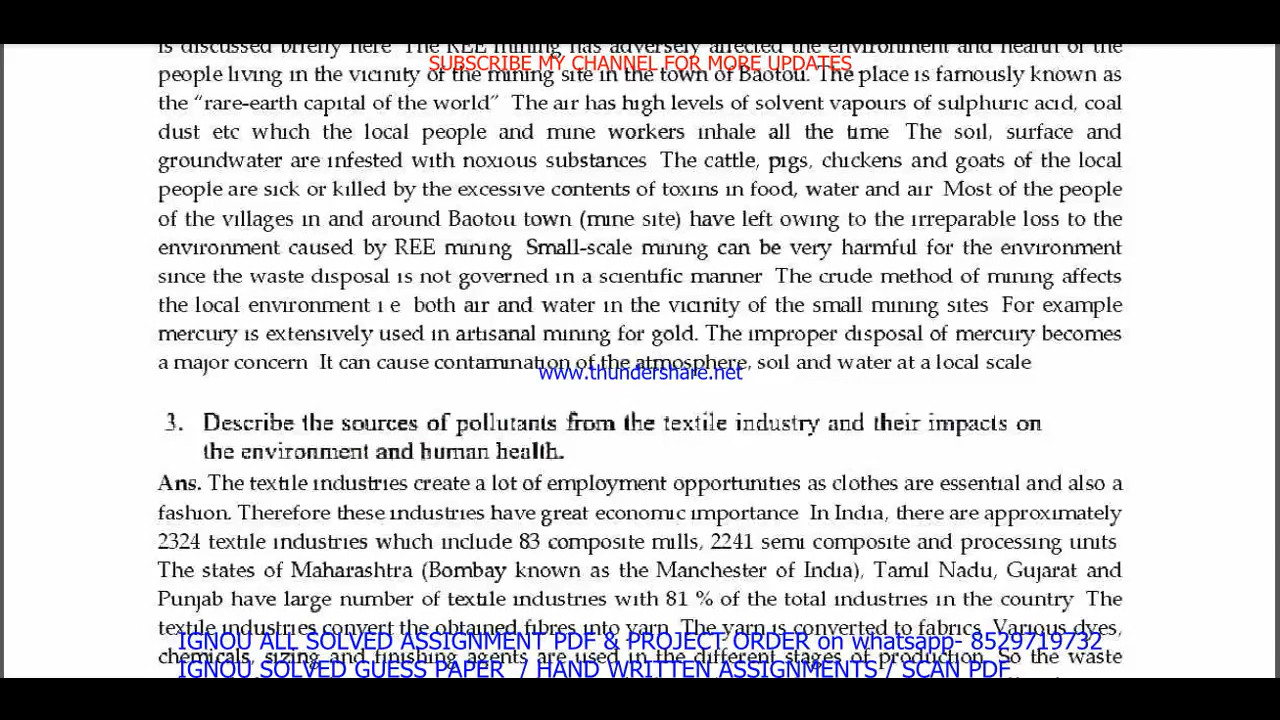 is discussed briefly here The REE mining has adversely affected the environment and health of the
SUBSCRIBE MY CHANNEL FOR MORE UPDATES
people living in the vicinity of the mining site in the town of Baotou. The place is famously known as
the “rare-earth capital of the world” The air has high levels of solvent vapours of sulphuric acid, coal
dust etc which the local people and mine workers inhale all the time The soil, surface and
groundwater are infested with noxious substances The cattle, pigs, chickens and goats of the local
people are sick or killed by the excessive contents of toxins in food, water and air Most of the people
of the villages in and around Baotou town (mine site) have left owing to the irreparable loss to the
environment caused by REE mining Small-scale mining can be very harmful for the environment
since the waste disposal is not governed in a scientific manner The crude method of mining affects
the local environment i e both air and water in the vicinity of the small mining sites For example
mercury is extensively used in artisanal mining for gold. The improper disposal of mercury becomes
a major concern It can cause contamination of the atmosphere, soil and water at a local scale
www.thundershare.net
3. Describe the sources of pollutants from the textile industry and their impacts on
the environment and human health.
Ans. The textile industries create a lot of employment opportunities as clothes are essential and also a
fashion. Therefore these industries have great economic importance In India, there are approximately
2324 textile industries which include 83 composite mills, 2241 semi composite and processing units
The states of Maharashtra (Bombay known as the Manchester of India), Tamil Nadu, Gujarat and
Punjab have large number of textile industries with 81 % of the total industries in the country The
textile industries convert the obtained fibres into yarn The yarn is converted to fabrics Various dyes,
IGNOU ALL SOLVED ASSIGNMENT PDF & PROJECT ORDER on whatsapp- 8529719732
chemicals, sizing and finishing agents are used in the different stages of production So the waste
IGNOU SOLVED GUESS PAPER / HAND WRITTEN ASSIGNMENTS / SCAN PDF